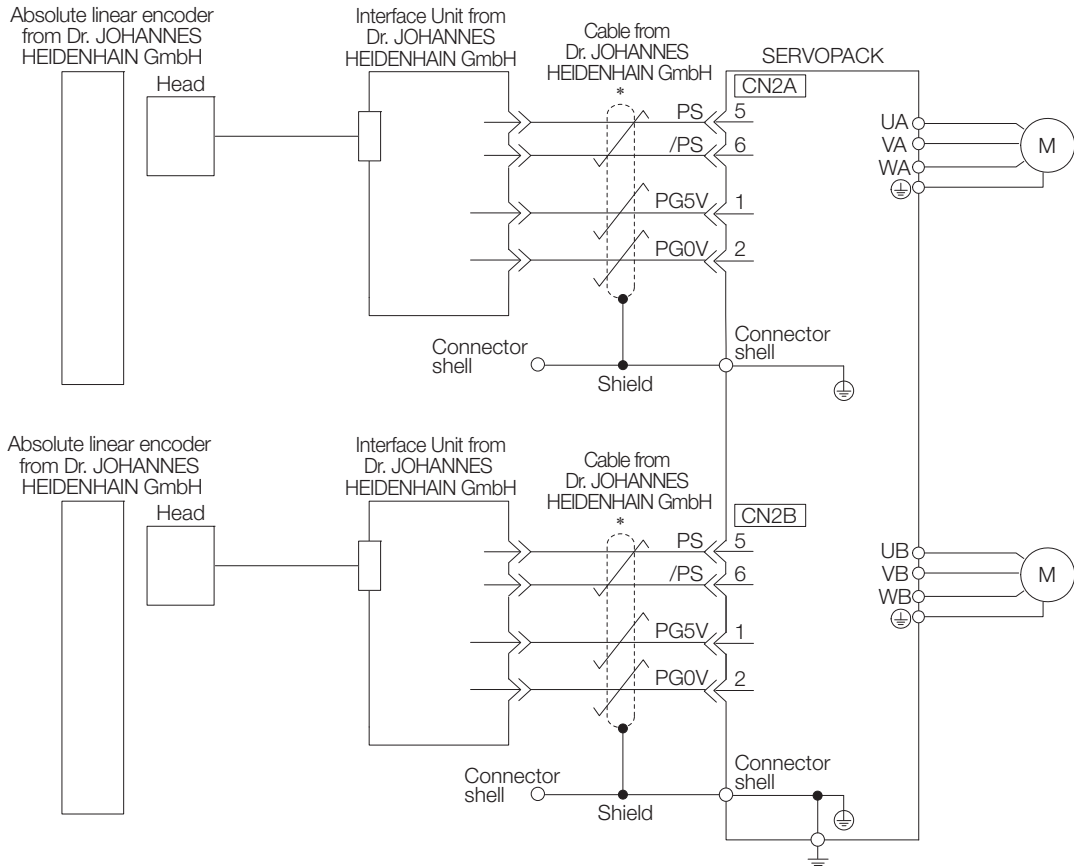 Absolute linear encoder
from Dr. JOHANNES
HEIDENHAIN GmbH
Head
Interface Unit from
Dr. JOHANNES
HEIDENHAIN GmbH
Cable from
Dr. JOHANNES
HEIDENHAIN GmbH
*
SERVOPACK
CN2A
PS 5
/PS 6
PG5V 1
PG0V 2
UA
VA
WA
M
Connector
shell
Shield
Connector
shell
Absolute linear encoder
from Dr. JOHANNES
HEIDENHAIN GmbH
Head
Interface Unit from
Dr. JOHANNES
HEIDENHAIN GmbH
Cable from
Dr. JOHANNES
HEIDENHAIN GmbH
*
CN2B
PS 5
/PS 6
PG5V 1
PG0V 2
UB
VB
WB
M
Connector
shell
Shield
Connector
shell